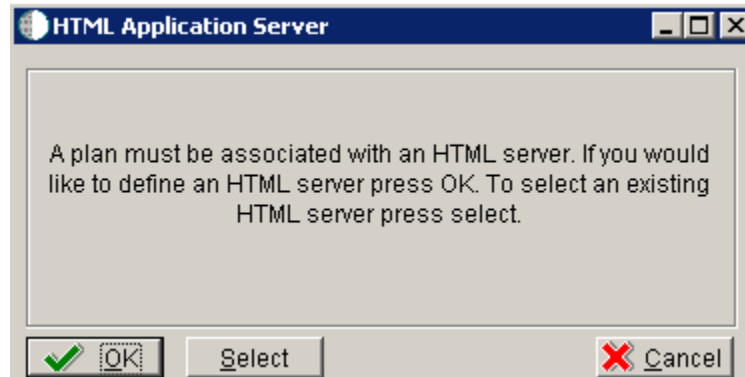 HTML Application Server
A plan must be associated with an HTML server. If you would
like to define an HTML server press OK. To select an existing
HTML server press select.
OK Select Cancel